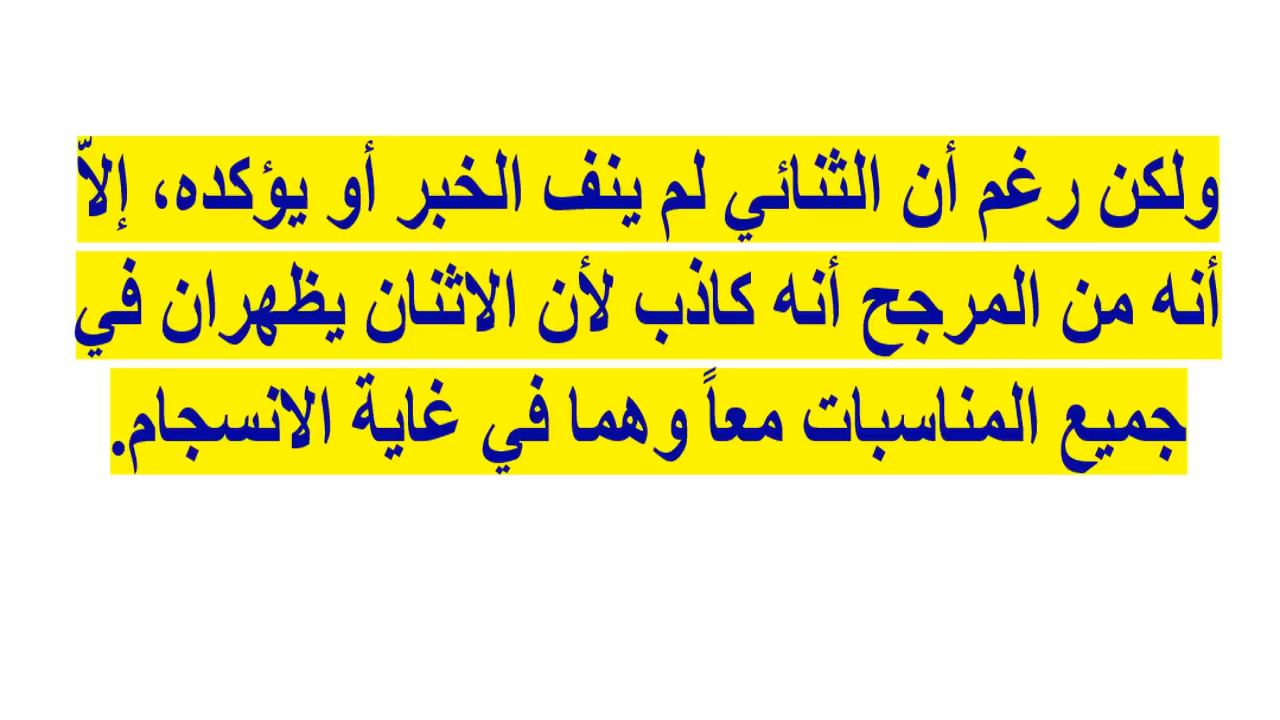 ولكن رغم أن الثنائي لم ينف الخبر أو يؤكده، إلاّ
أنه من المرجح أنه كاذب لأن الاثنان يظهران في
جميع المناسبات معاً وهما في غاية الانسجام.